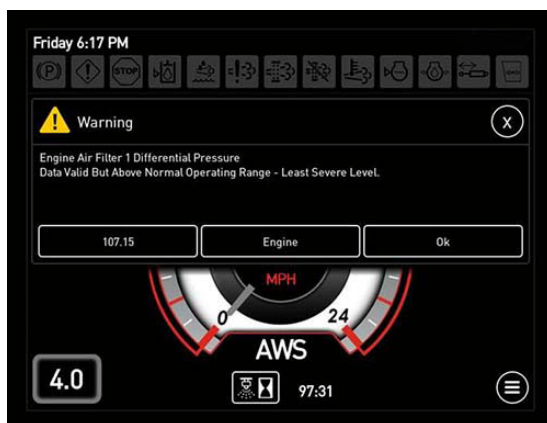 Friday 6:17 PM
(P)
STOP
Warning
X
Engine Air Filter 1 Differential Pressure
Data Valid But Above Normal Operating Range - Least Severe Level.
107.15 Engine Ok
MPH
0 24
AWS
4.0 97:31